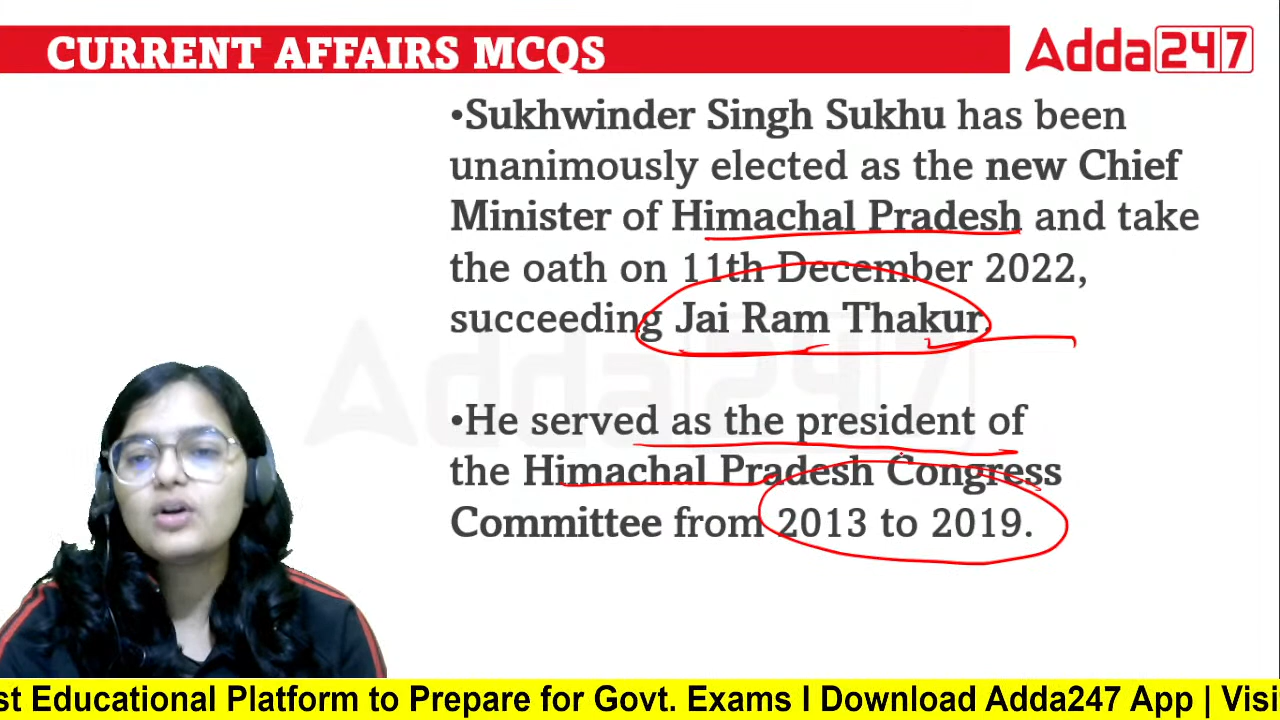 CURRENT AFFAIRS MCQS
Adda247
•Sukhwinder Singh Sukhu has been
unanimously elected as the new Chief
Minister of Himachal Pradesh and take
the oath on 11th December 2022,
succeeding Jai Ram Thakur.
Adda247
•He served as the president of
the Himachal Pradesh Congress
Committee from 2013 to 2019.
st Educational Platform to Prepare for Govt. Exams I Download Adda247 App | Visi